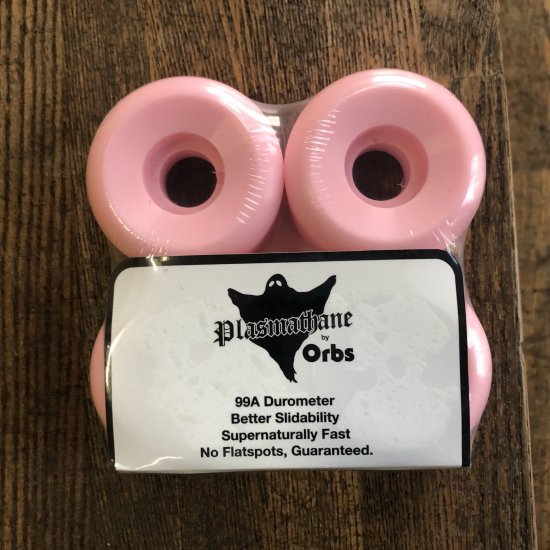 Plasmathane
by
Orbs
99A Durometer
Better Slidability
Supernaturally Fast
No Flatspots, Guaranteed.